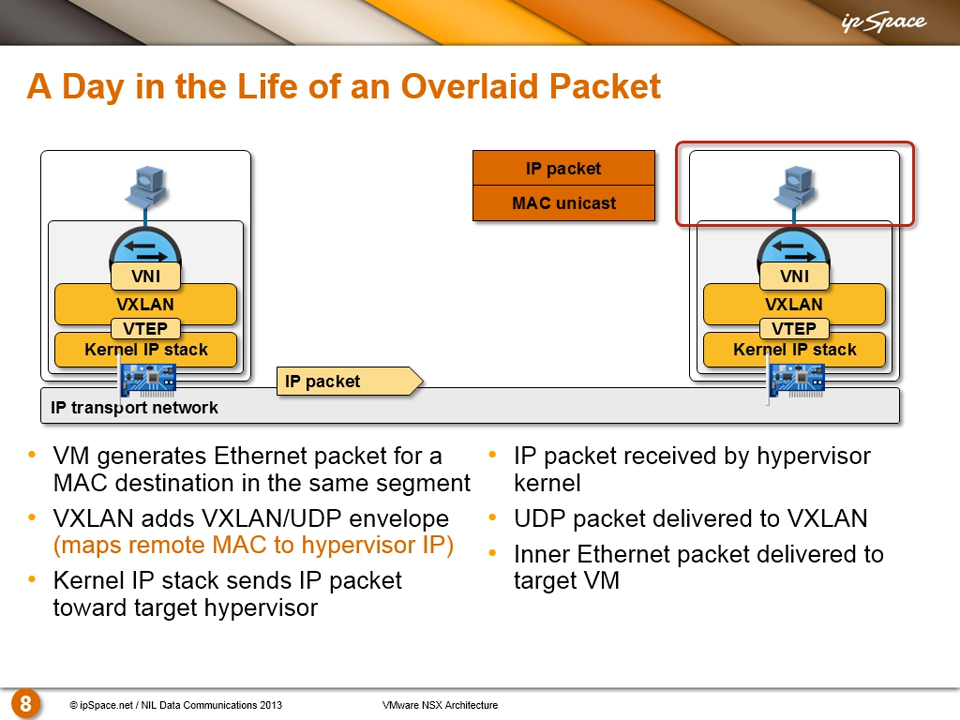 ipSpace
A Day in the Life of an Overlaid Packet
IP packet
MAC unicast
VNI
VXLAN
VTEP
Kernel IP stack
VNI
VXLAN
VTEP
Kernel IP stack
IP packet
IP transport network
• VM generates Ethernet packet for a
MAC destination in the same segment
• VXLAN adds VXLAN/UDP envelope
(maps remote MAC to hypervisor IP)
• Kernel IP stack sends IP packet
toward target hypervisor
• IP packet received by hypervisor
kernel
• UDP packet delivered to VXLAN
• Inner Ethernet packet delivered to
target VM
8
© ipSpace.net / NIL Data Communications 2013
VMware NSX Architecture